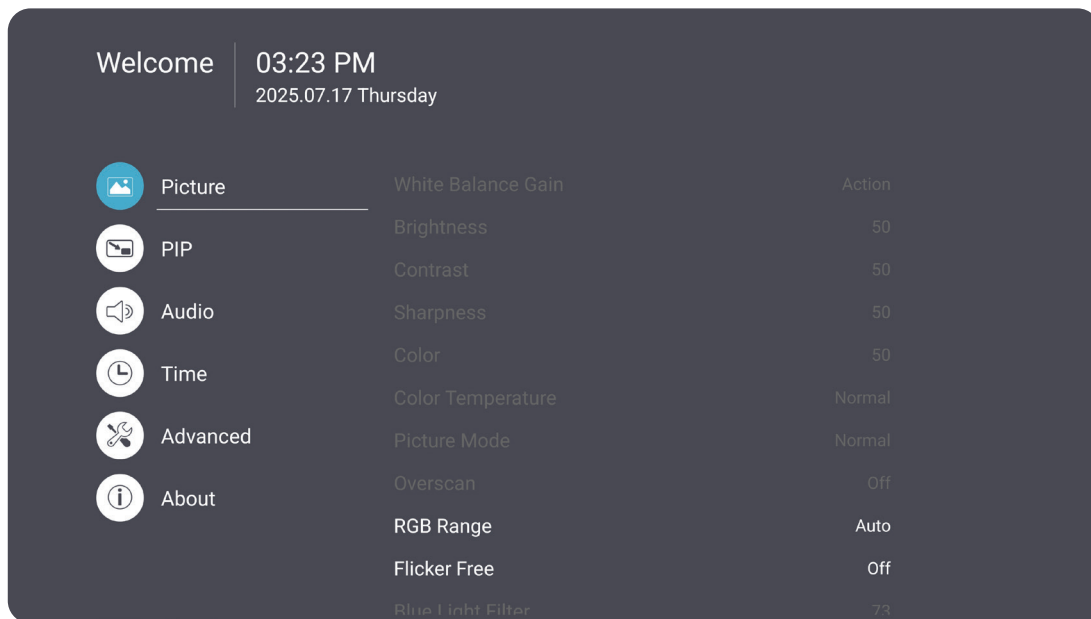 Welcome
03:23 PM
2025.07.17 Thursday
Picture
PIP
Audio
Time
Advanced
About
White Balance Gain Action
Brightness 50
Contrast 50
Sharpness 50
Color 50
Color Temperature Normal
Picture Mode Normal
Overscan Off
RGB Range Auto
Flicker Free Off
Blue Light Filter 73